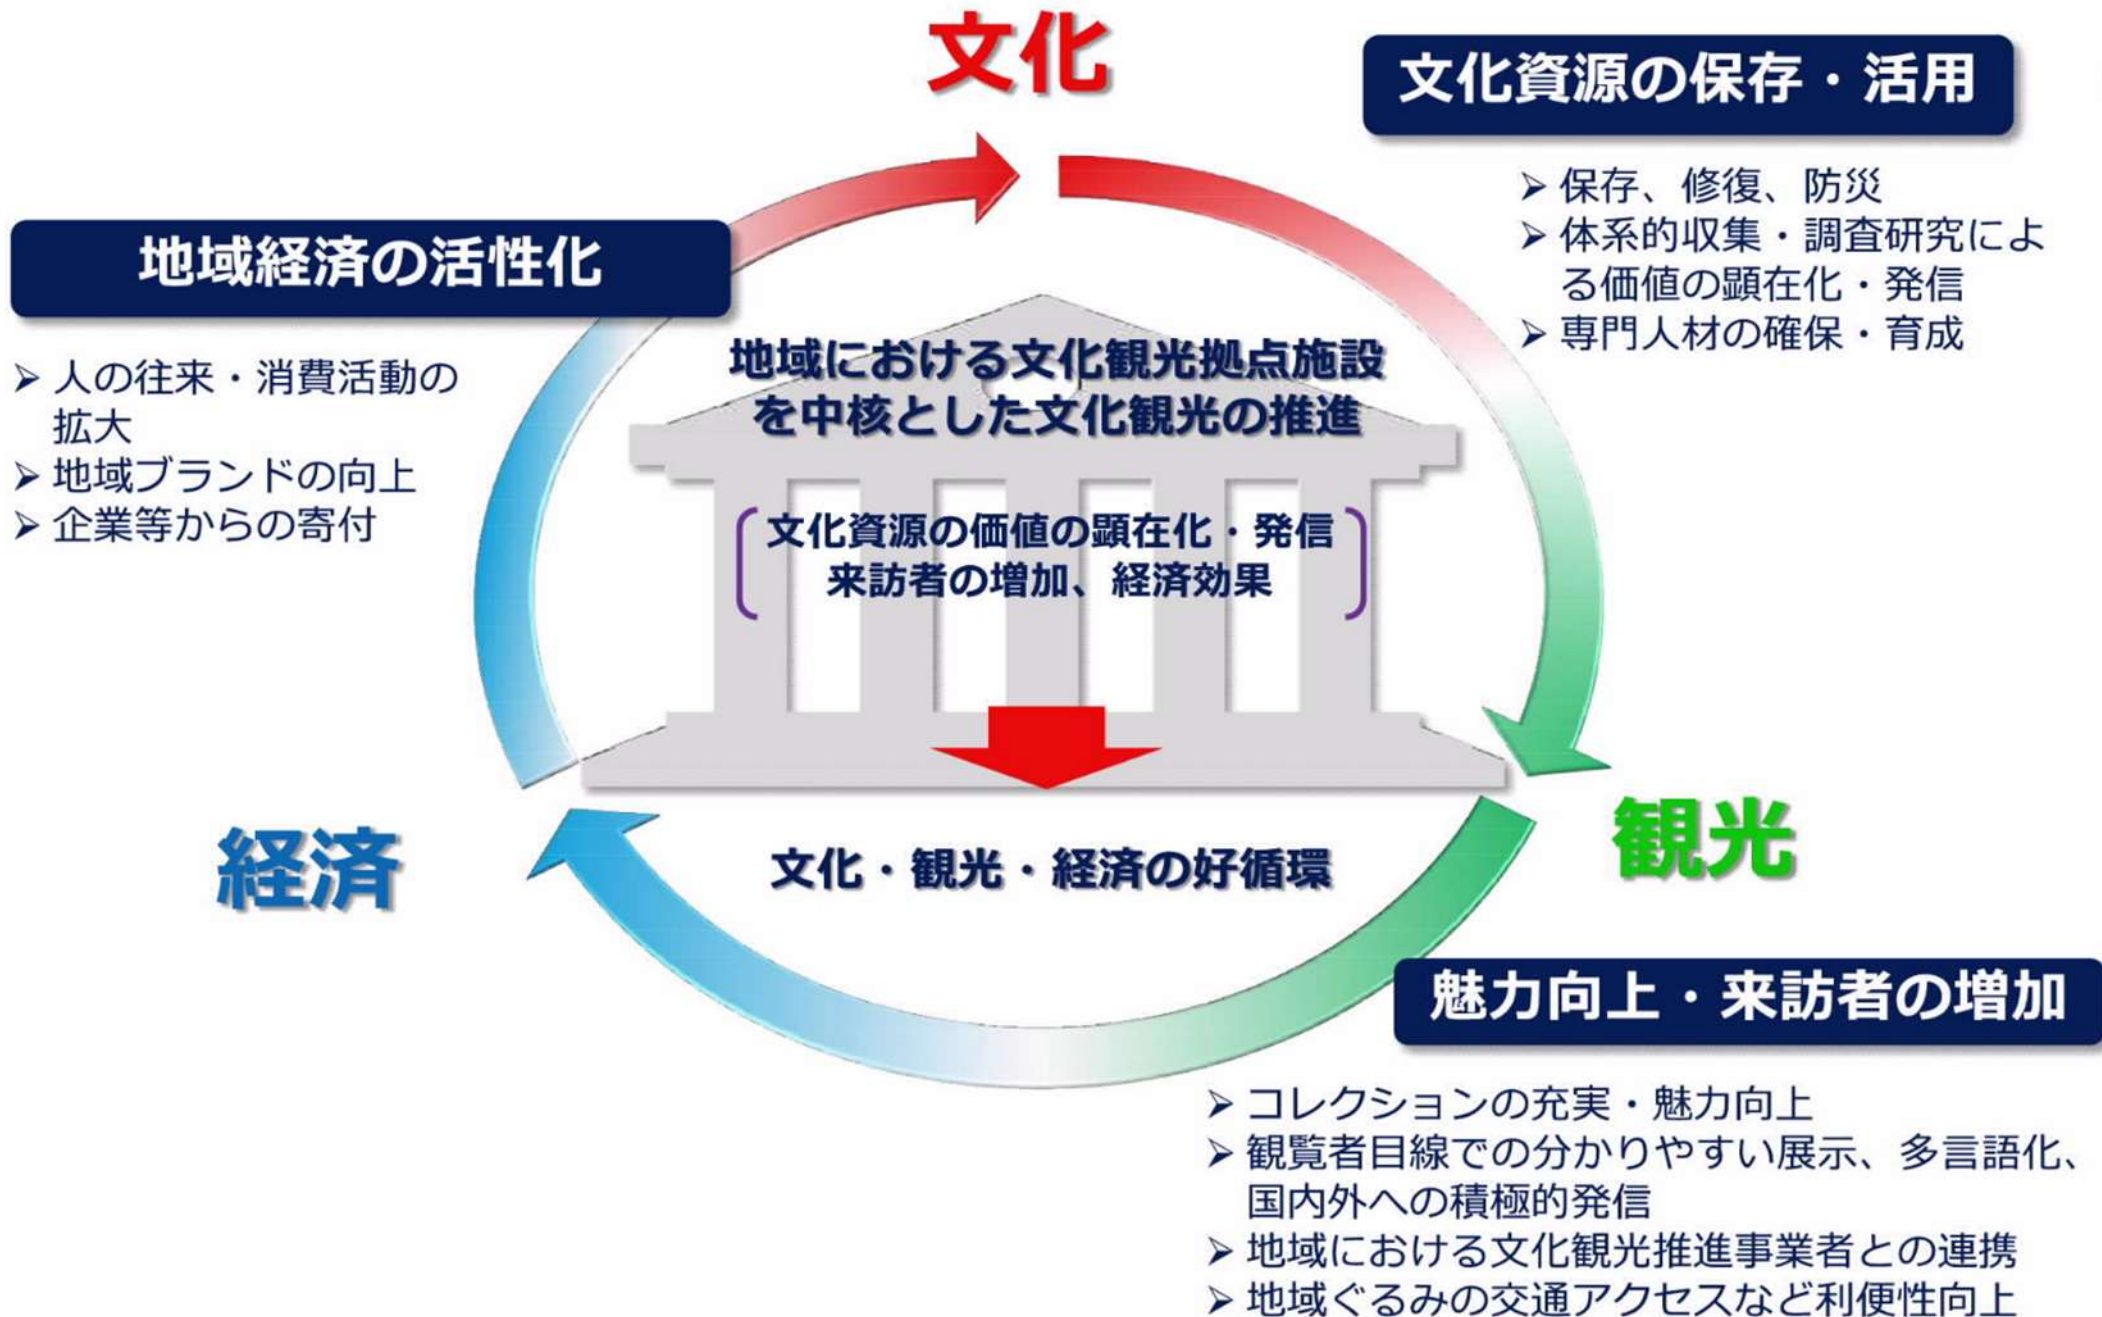 文化
文化資源の保存・活用
➢ 保存、修復、防災
➢ 体系的収集・調査研究によ
る価値の顕在化・発信
➢ 専門人材の確保・育成
地域経済の活性化
➢ 人の往来・消費活動の
拡大
➢ 地域ブランドの向上
➢ 企業等からの寄付
地域における文化観光拠点施設
を中核とした文化観光の推進
文化資源の価値の顕在化・発信
来訪者の増加、経済効果
経済
文化・観光・経済の好循環
観光
魅力向上・来訪者の増加
➢ コレクションの充実・魅力向上
➢ 観覧者目線での分かりやすい展示、多言語化、
国内外への積極的発信
➢ 地域における文化観光推進事業者との連携
➢ 地域ぐるみの交通アクセスなど利便性向上